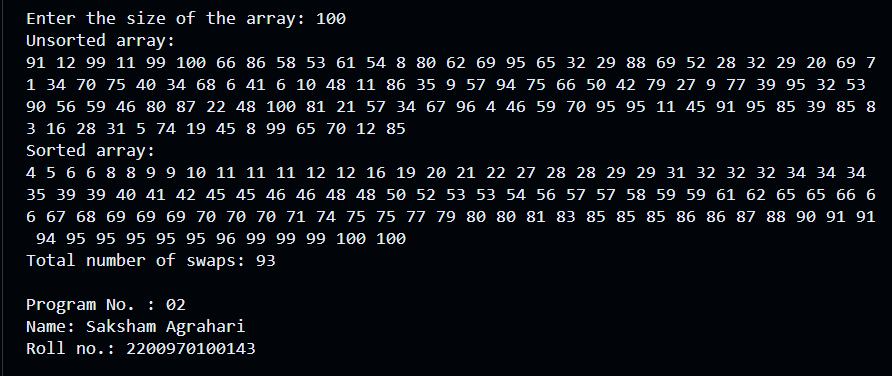 Enter the size of the array: 100
Unsorted array:
91 12 99 11 99 100 66 86 58 53 61 54 8 80 62 69 95 65 32 29 88 69 52 28 32 29 20 69 7
1 34 70 75 40 34 68 6 41 6 10 48 11 86 35 9 57 94 75 66 50 42 79 27 9 77 39 95 32 53
90 56 59 46 80 87 22 48 100 81 21 57 34 67 96 4 46 59 70 95 95 11 45 91 95 85 39 85 8
3 16 28 31 5 74 19 45 8 99 65 70 12 85
Sorted array:
4 5 6 6 8 8 9 9 10 11 11 11 12 12 16 19 20 21 22 27 28 28 29 29 31 32 32 32 34 34 34
35 39 39 40 41 42 45 45 46 46 48 48 50 52 53 53 54 56 57 57 58 59 59 61 62 65 65 66 6
6 67 68 69 69 69 70 70 70 71 74 75 75 77 79 80 80 81 83 85 85 85 86 86 87 88 90 91 91
94 95 95 95 95 95 96 99 99 99 100 100
Total number of swaps: 93
Program No. : 02
Name: Saksham Agrahari
Roll no.: 2200970100143